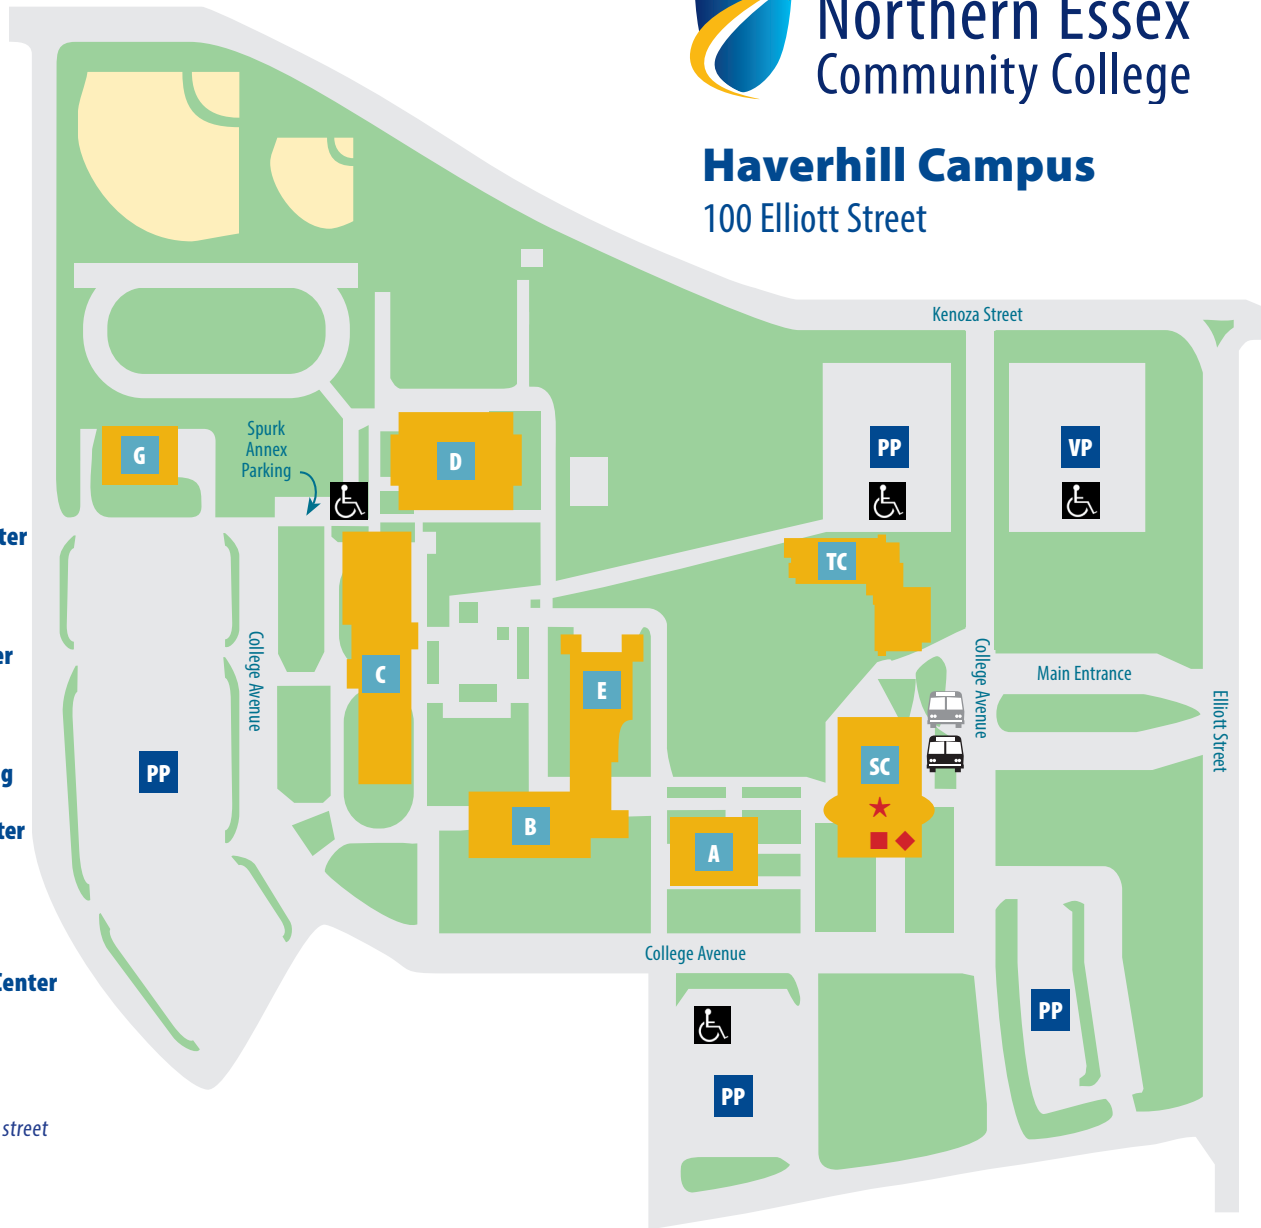 Northern Essex
Community College
Haverhill Campus
100 Elliott Street
Kenoza Street
Spurk
Annex
Parking
G
D
PP
VP
TC
College Avenue
C
E
College Avenue
Main Entrance
Elliott Street
PP
SC
B
A
College Avenue
PP
PP
ter
er
g
ter
Center
street